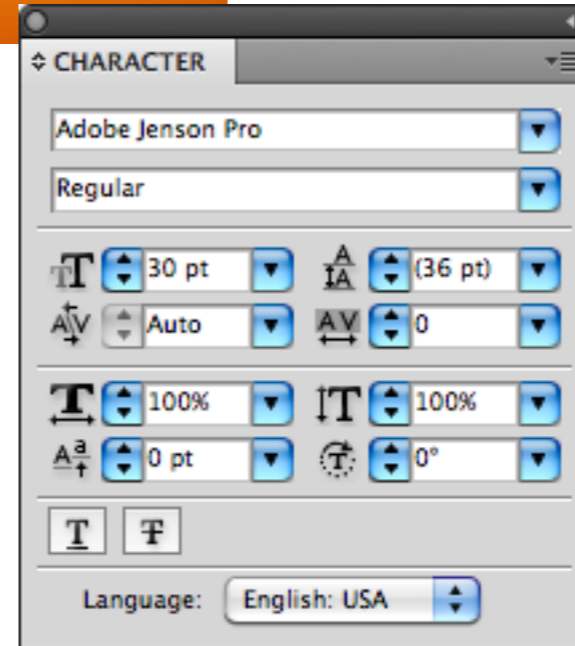 CHARACTER
Adobe Jenson Pro
Regular
30 pt (36 pt)
Auto 0
100% 100%
0 pt 0°
Language: English: USA